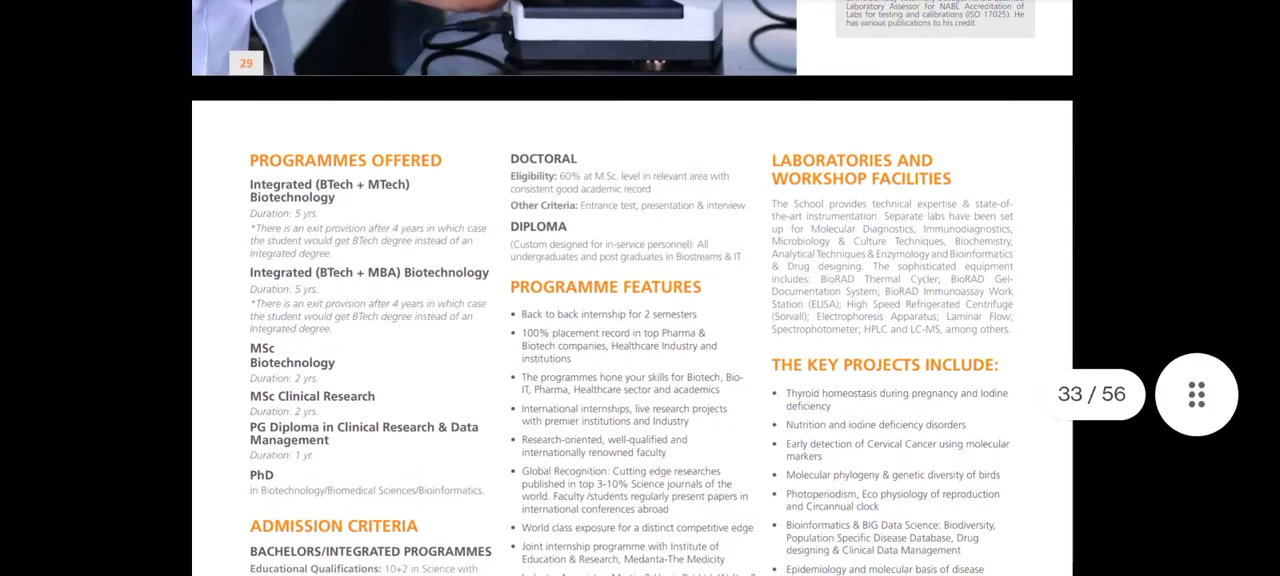 Laboratory Assessor for NABL Accreditation of
Labs for testing and calibrations (ISO 17025). He
has various publications to his credit.
29
PROGRAMMES OFFERED
Integrated (BTech + MTech)
Biotechnology
Duration: 5 yrs.
*There is an exit provision after 4 years in which case
the student would get BTech degree instead of an
Integrated degree.
Integrated (BTech + MBA) Biotechnology
Duration: 5 yrs.
*There is an exit provision after 4 years in which case
the student would get BTech degree instead of an
Integrated degree.
MSc
Biotechnology
Duration: 2 yrs.
MSc Clinical Research
Duration: 2 yrs.
PG Diploma in Clinical Research & Data
Management
Duration: 1 yr.
PhD
in Biotechnology/Biomedical Sciences/Bioinformatics.
ADMISSION CRITERIA
BACHELORS/INTEGRATED PROGRAMMES
Educational Qualifications: 10+2 in Science with
DOCTORAL
Eligibility: 60% at M.Sc. level in relevant area with
consistent good academic record
Other Criteria: Entrance test, presentation & interview
DIPLOMA
(Custom designed for in-service personnel): All
undergraduates and post graduates in Biostreams & IT
PROGRAMME FEATURES
• Back to back internship for 2 semesters
• 100% placement record in top Pharma &
Biotech companies, Healthcare Industry and
institutions
• The programmes hone your skills for Biotech, Bio-
IT, Pharma, Healthcare sector and academics
• International internships, live research projects
with premier institutions and Industry
• Research-oriented, well-qualified and
internationally renowned faculty
• Global Recognition: Cutting edge researches
published in top 3-10% Science journals of the
world. Faculty /students regularly present papers in
international conferences abroad
• World class exposure for a distinct competitive edge
• Joint internship programme with Institute of
Education & Research, Medanta-The Medicity
LABORATORIES AND
WORKSHOP FACILITIES
The School provides technical expertise & state-of-
the-art instrumentation. Separate labs have been set
up for Molecular Diagnostics, Immunodiagnostics,
Microbiology & Culture Techniques, Biochemistry,
Analytical Techniques & Enzymology and Bioinformatics
& Drug designing. The sophisticated equipment
includes: BioRAD Thermal Cycler; BioRAD Gel-
Documentation System; BioRAD Immunoassay Work
Station (ELISA); High Speed Refrigerated Centrifuge
(Sorvall); Electrophoresis Apparatus; Laminar Flow;
Spectrophotometer; HPLC and LC-MS, among others.
THE KEY PROJECTS INCLUDE:
• Thyroid homeostasis during pregnancy and Iodine
deficiency
• Nutrition and iodine deficiency disorders
• Early detection of Cervical Cancer using molecular
markers
• Molecular phylogeny & genetic diversity of birds
• Photoperiodism, Eco physiology of reproduction
and Circannual clock
• Bioinformatics & BIG Data Science: Biodiversity,
Population Specific Disease Database, Drug
designing & Clinical Data Management
• Epidemiology and molecular basis of disease
33 / 56